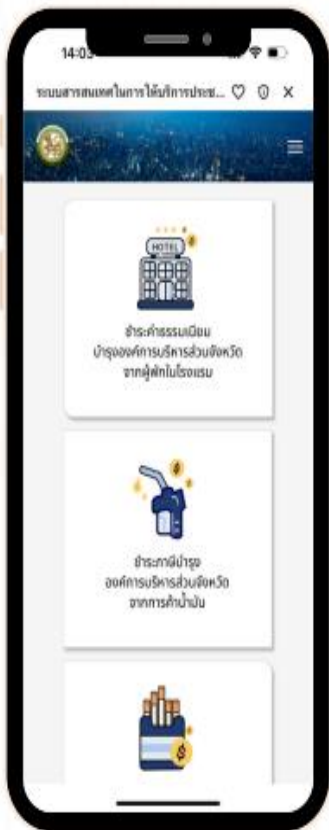 14:03
ระบบสารสนเทศในการให้บริการประช...
HOTEL
ชำระค่าธรรมเนียม
บำรุงองค์การบริหารส่วนจังหวัด
จากผู้พักในโรงแรม
ชำระภาษีบำรุง
องค์การบริหารส่วนจังหวัด
จากการค้าน้ำมัน